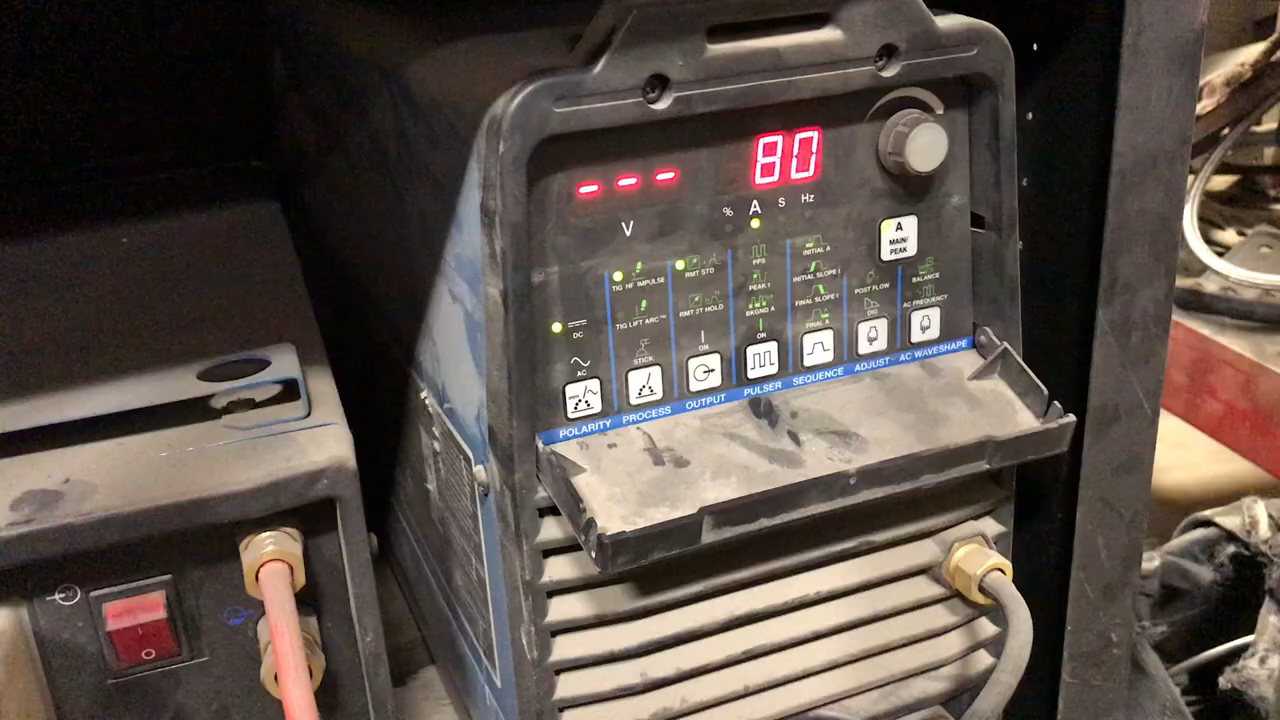 - - - 80
V
% A S Hz
A
MAIN/
PEAK
DC
AC
TIG HF IMPULSE
TIG LIFT ARC™
STICK
RMT STD
RMT 2T HOLD
ON
PPS
PEAK t
BKGND A
ON
INITIAL A
INITIAL SLOPE t
FINAL SLOPE t
FINAL A
POST FLOW
DIG
BALANCE
AC FREQUENCY
POLARITY PROCESS OUTPUT PULSER SEQUENCE ADJUST AC WAVESHAPE